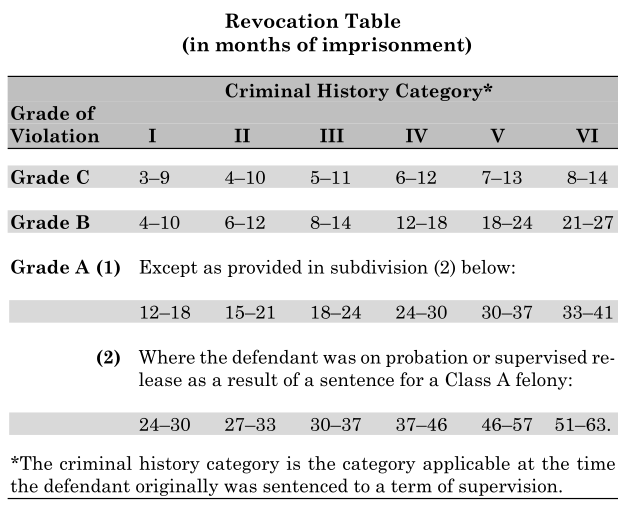 Revocation Table
(in months of imprisonment)
Criminal History Category*
Grade of
Violation I II III IV V VI
Grade C 3–9 4–10 5–11 6–12 7–13 8–14
Grade B 4–10 6–12 8–14 12–18 18–24 21–27
Grade A (1) Except as provided in subdivision (2) below:
12–18 15–21 18–24 24–30 30–37 33–41
(2) Where the defendant was on probation or supervised re-
lease as a result of a sentence for a Class A felony:
24–30 27–33 30–37 37–46 46–57 51–63.
*The criminal history category is the category applicable at the time
the defendant originally was sentenced to a term of supervision.